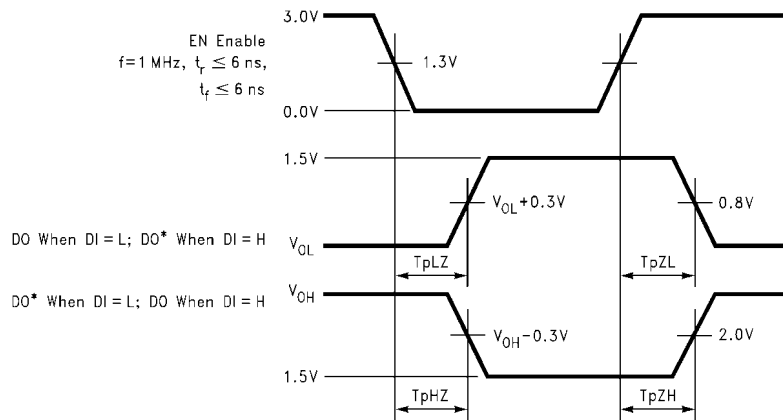 3.0V
EN Enable
f=1 MHz, tr ≤ 6 ns,
tf ≤ 6 ns
1.3V
0.0V
1.5V
VOL+0.3V
0.8V
DO When DI=L; DO* When DI=H
VOL
TpLZ
TpZL
DO* When DI=L; DO When DI=H
VOH
VOH−0.3V
2.0V
1.5V
TpHZ
TpZH